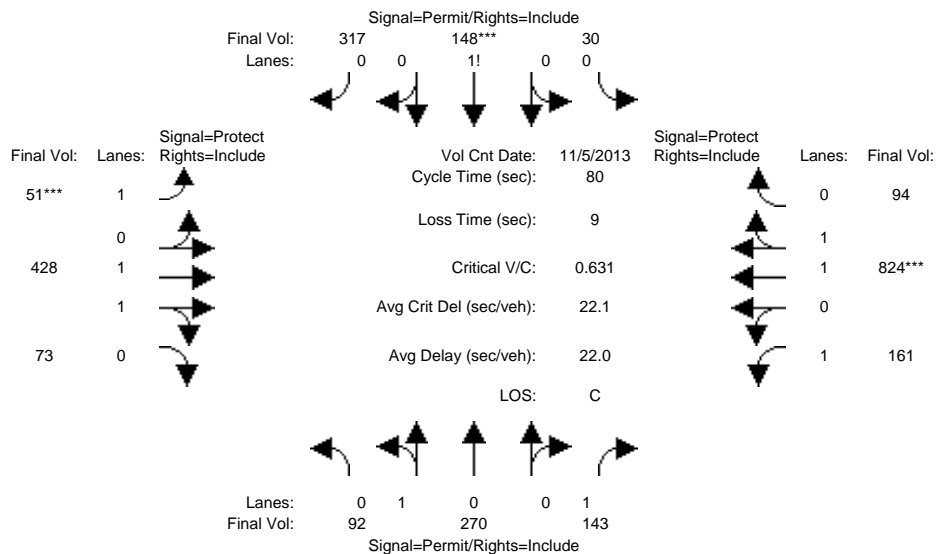 Signal=Permit/Rights=Include
Final Vol: 317 148*** 30
Lanes: 0 0 1! 0 0
Signal=Protect Signal=Protect
Final Vol: Lanes: Rights=Include Vol Cnt Date: 11/5/2013 Rights=Include Lanes: Final Vol:
Cycle Time (sec): 80
51*** 1 0 94
Loss Time (sec): 9
0 1
428 1 Critical V/C: 0.631 1 824***
1 Avg Crit Del (sec/veh): 22.1 0
73 0 Avg Delay (sec/veh): 22.0 1 161
LOS: C
Lanes: 0 1 0 0 1
Final Vol: 92 270 143
Signal=Permit/Rights=Include